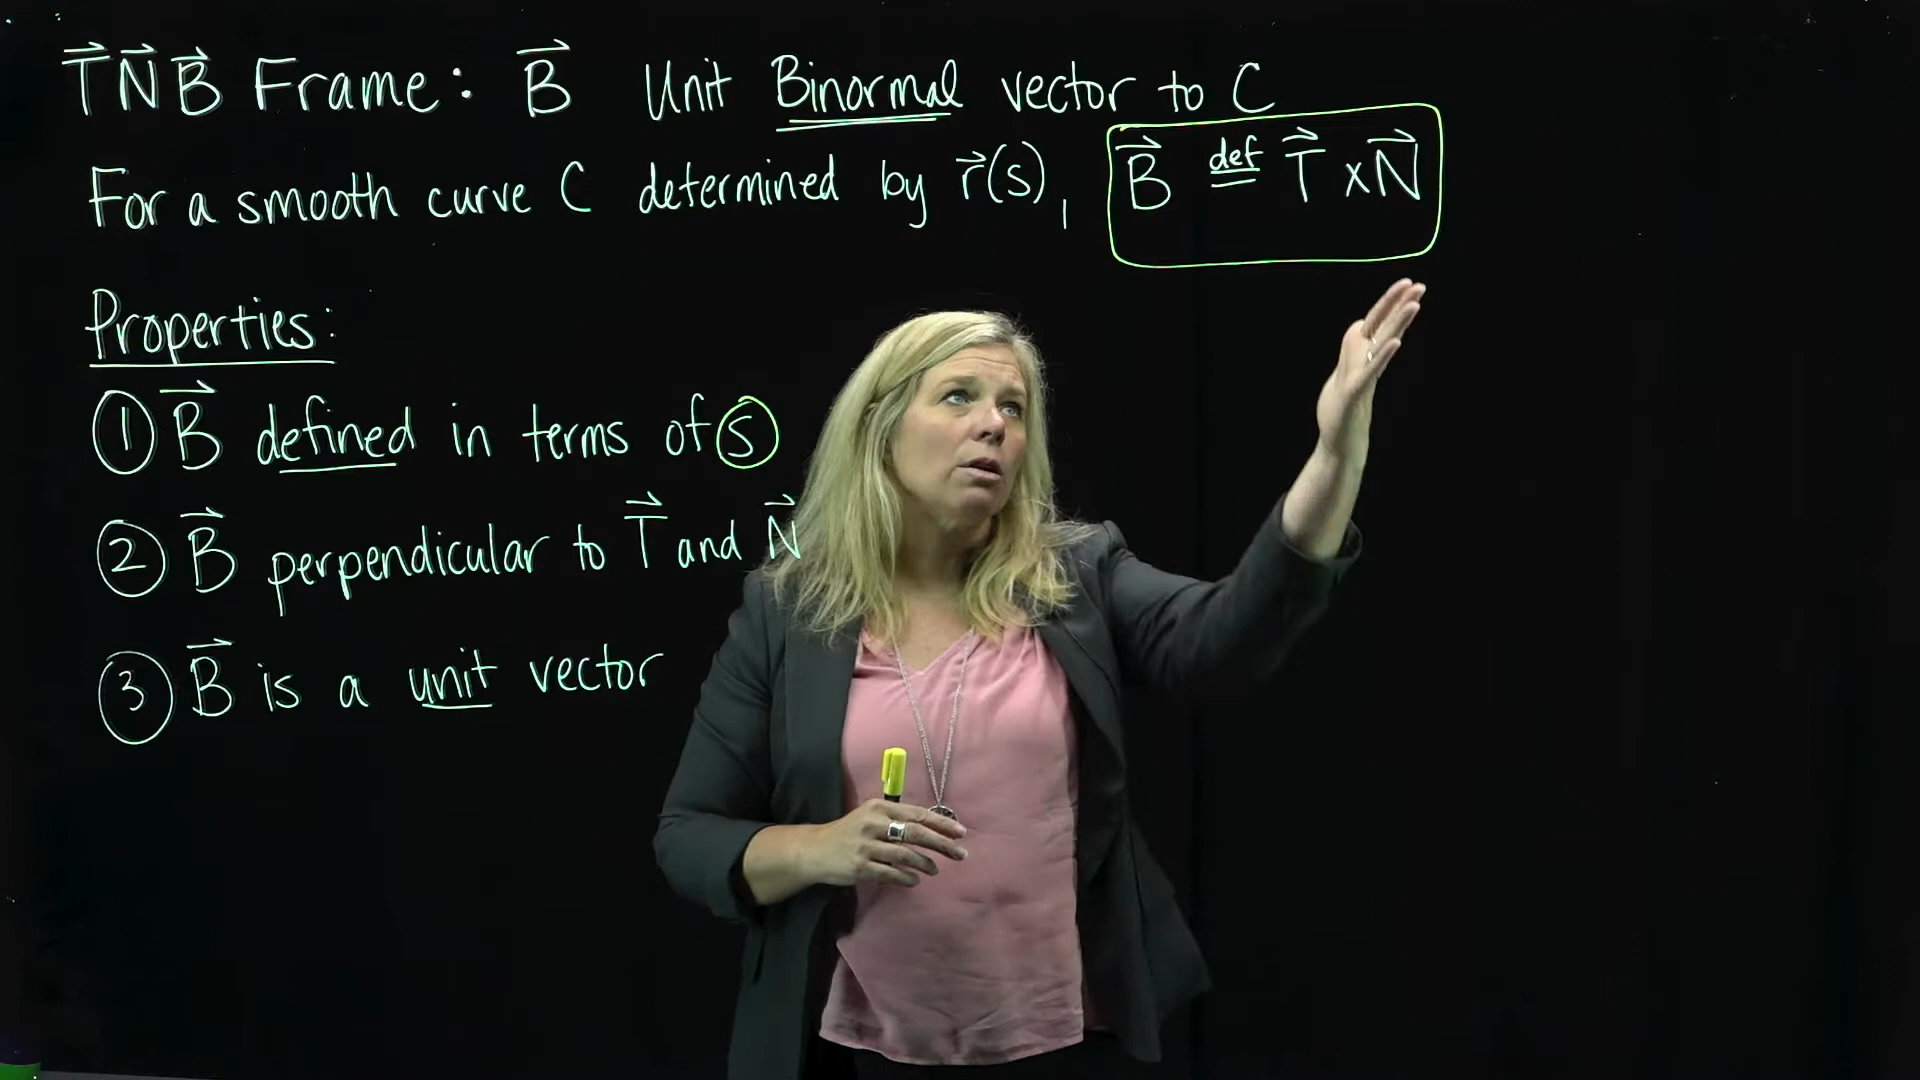 T⃗ N⃗ B⃗ Frame: B⃗ Unit Binormal vector to C
For a smooth curve C determined by r⃗(s), B⃗ def= T⃗ × N⃗
Properties:
① B⃗ defined in terms of s
② B⃗ perpendicular to T⃗ and N⃗
③ B⃗ is a unit vector